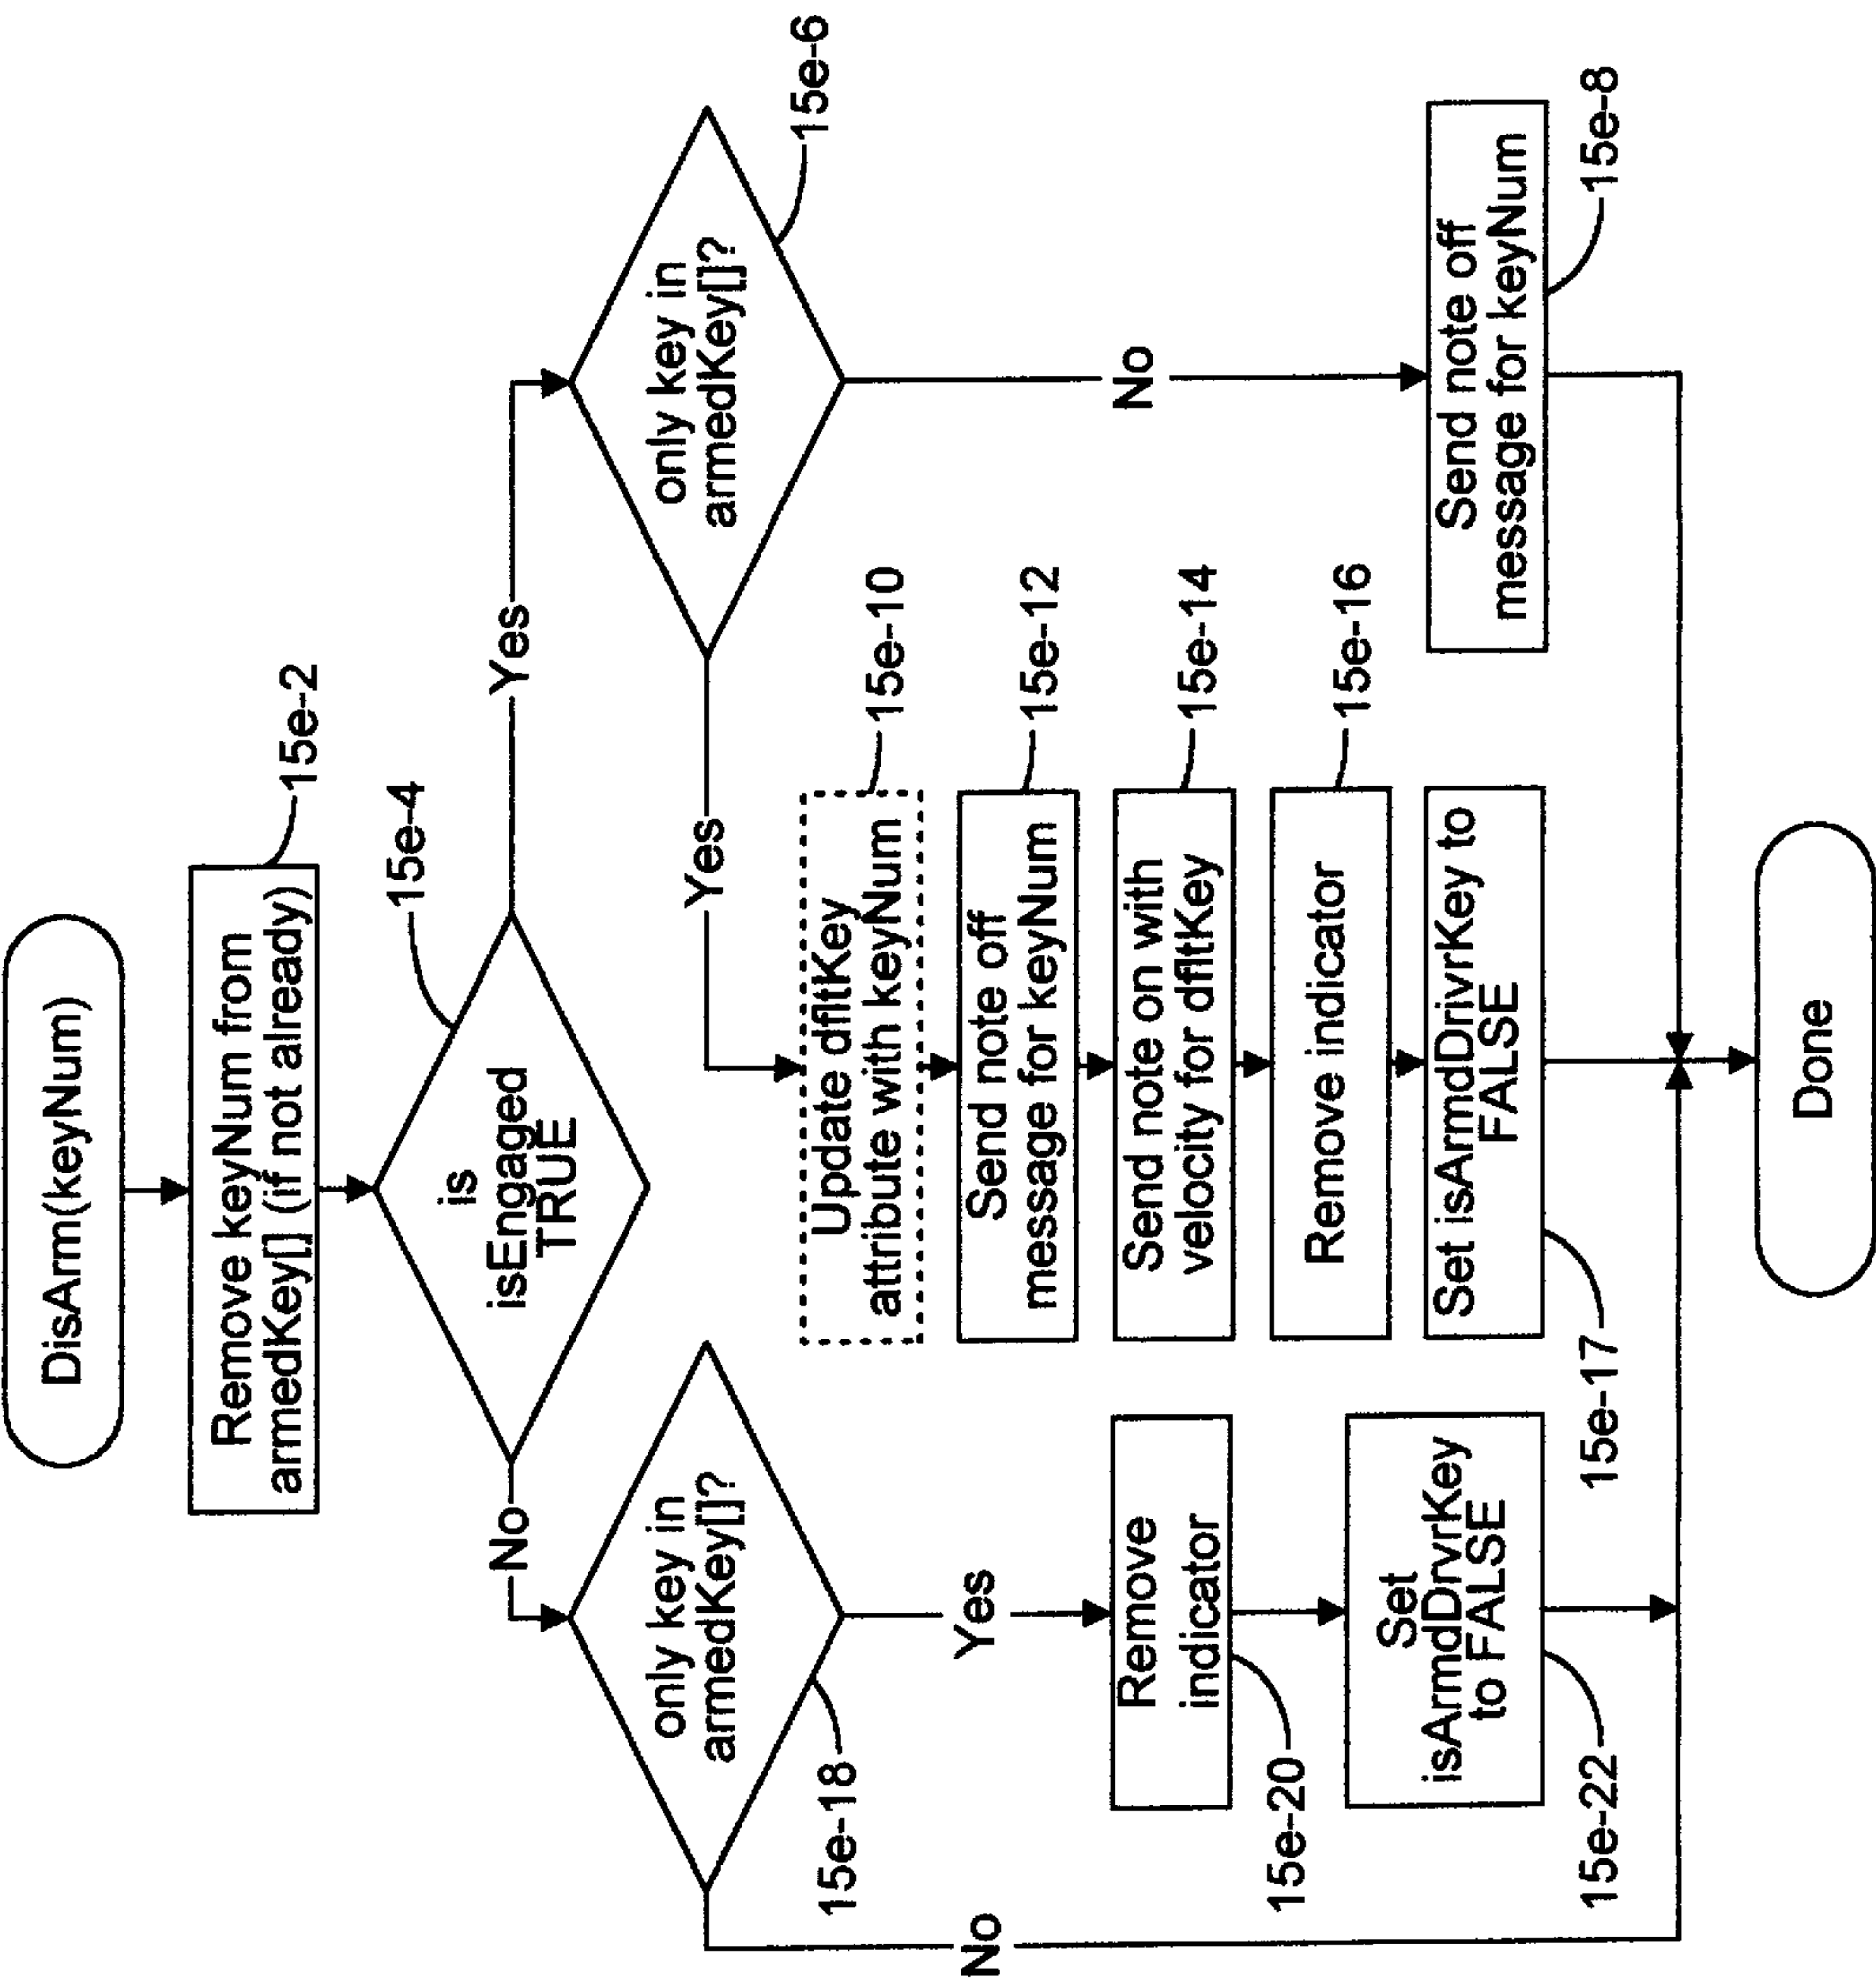 DisArm(keyNum)
Remove keyNum from
armedKey[] (if not already)
15e-2
is
isEngaged
TRUE
15e-4
No
Yes
only key in
armedKey[]?
15e-18
only key in
armedKey[]?
15e-6
Yes
No
Yes
No
Update dfltKey
attribute with keyNum
15e-10
Send note off
message for keyNum
15e-12
Send note on with
velocity for dfltKey
15e-14
Remove
indicator
15e-20
Remove indicator
15e-16
Set
isArmdDrvrKey
to FALSE
15e-22
Set isArmdDrivrKey to
FALSE
15e-17
Send note off
message for keyNum
15e-8
Done